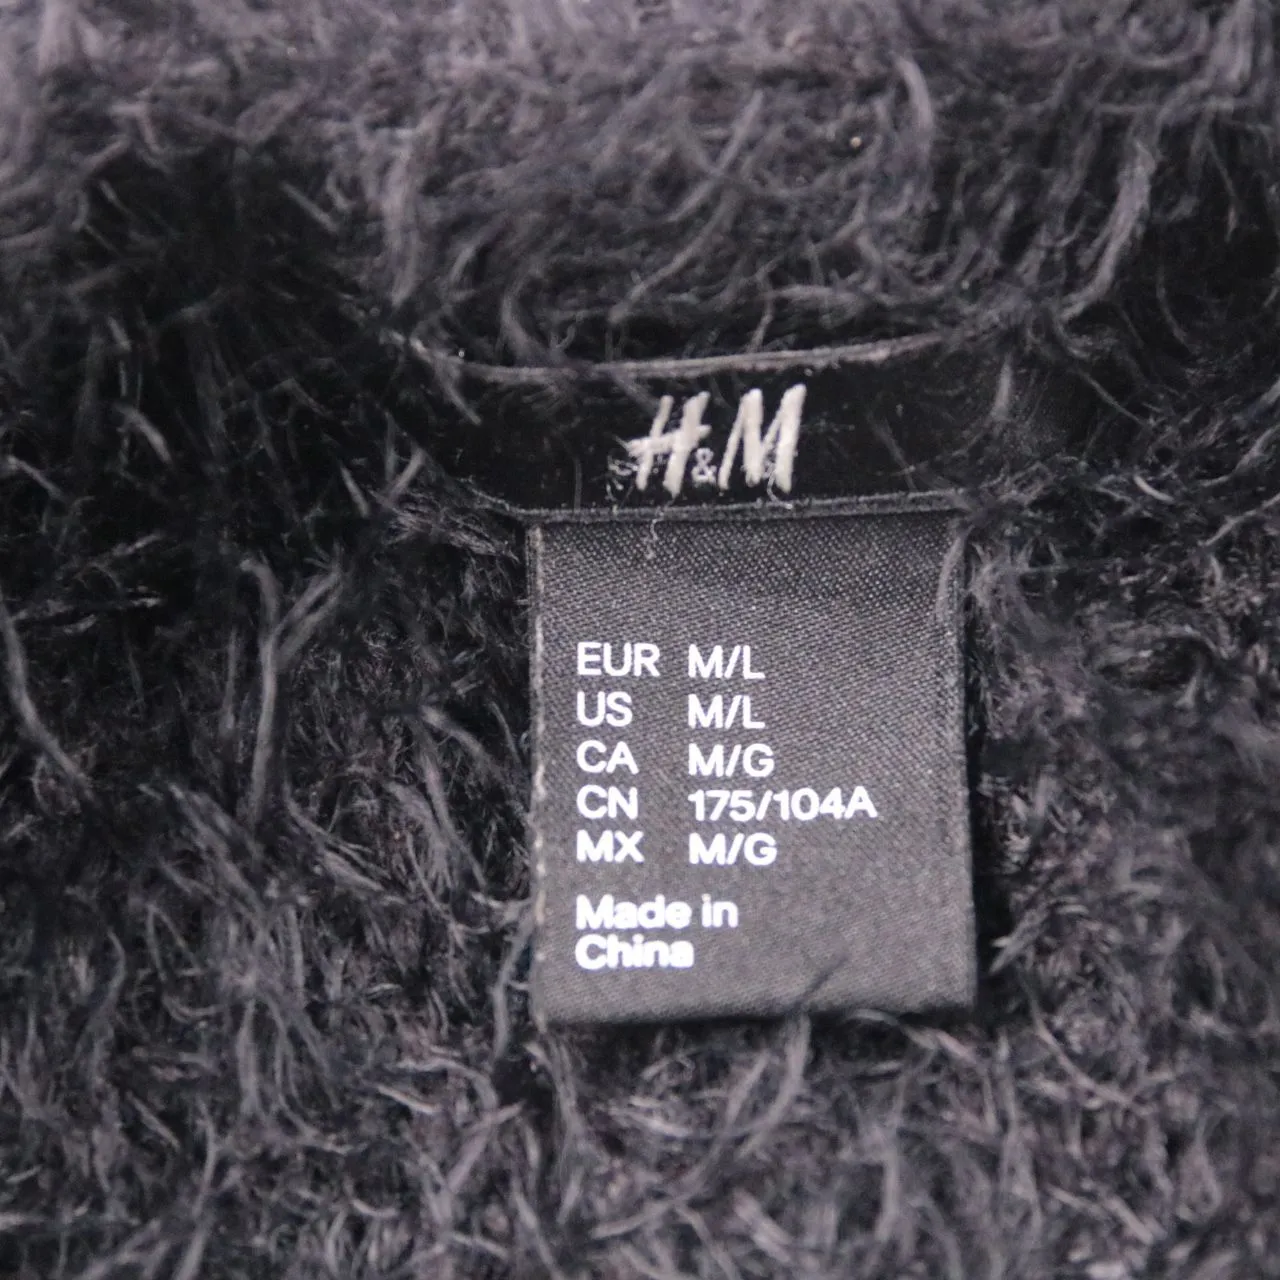 H&M
EUR M/L
US M/L
CA M/G
CN 175/104A
MX M/G
Made in
China